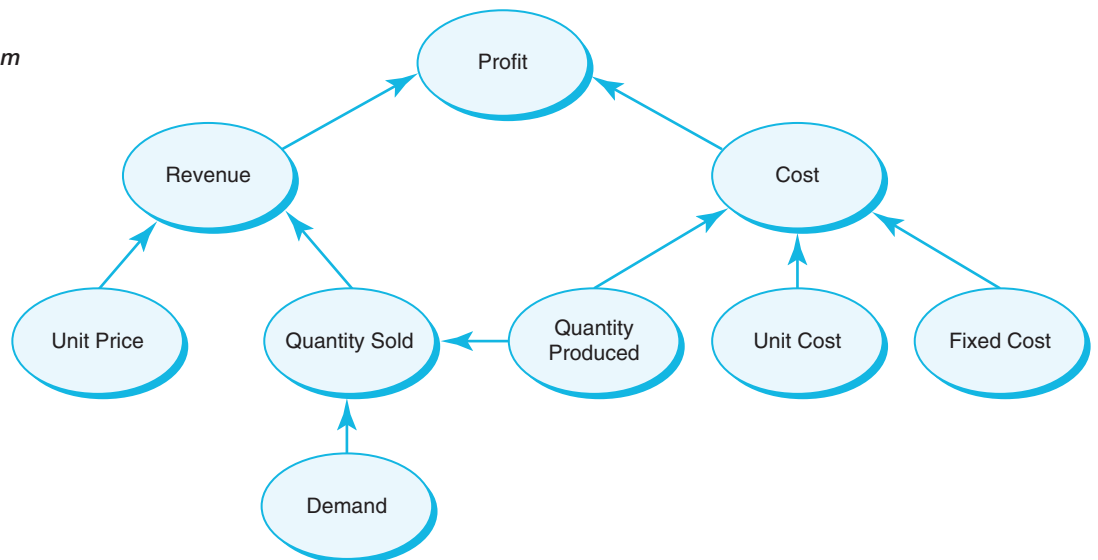 m
Profit
Revenue
Cost
Unit Price
Quantity Sold
Quantity
Produced
Unit Cost
Fixed Cost
Demand